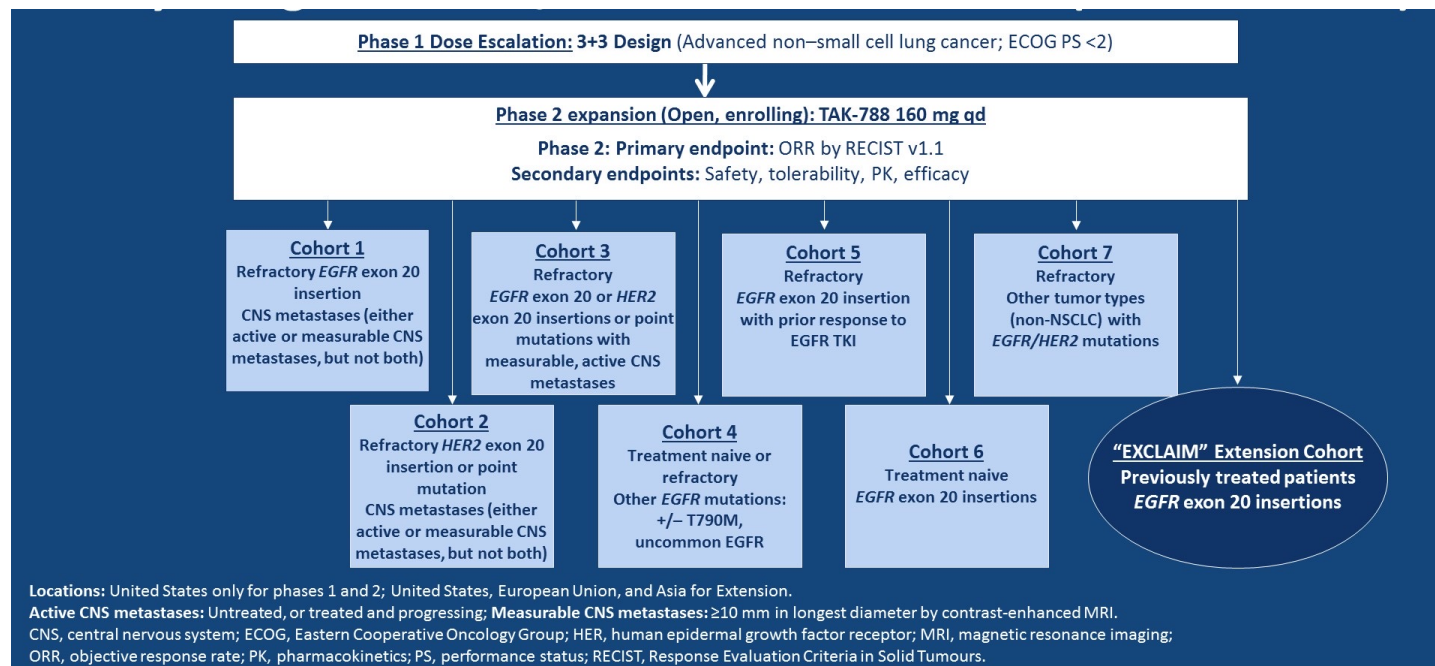 Phase 1 Dose Escalation: 3+3 Design (Advanced non–small cell lung cancer; ECOG PS <2)
Phase 2 expansion (Open, enrolling): TAK-788 160 mg qd
Phase 2: Primary endpoint: ORR by RECIST v1.1
Secondary endpoints: Safety, tolerability, PK, efficacy
Cohort 1
Refractory EGFR exon 20
insertion
CNS metastases (either
active or measurable CNS
metastases, but not both)
Cohort 2
Refractory HER2 exon 20
insertion or point
mutation
CNS metastases (either
active or measurable CNS
metastases, but not both)
Cohort 3
Refractory
EGFR exon 20 or HER2
exon 20 insertions or point
mutations with
measurable, active CNS
metastases
Cohort 4
Treatment naive or
refractory
Other EGFR mutations:
+/– T790M,
uncommon EGFR
Cohort 5
Refractory
EGFR exon 20 insertion
with prior response to
EGFR TKI
Cohort 6
Treatment naive
EGFR exon 20 insertions
Cohort 7
Refractory
Other tumor types
(non-NSCLC) with
EGFR/HER2 mutations
“EXCLAIM” Extension Cohort
Previously treated patients
EGFR exon 20 insertions
Locations: United States only for phases 1 and 2; United States, European Union, and Asia for Extension.
Active CNS metastases: Untreated, or treated and progressing; Measurable CNS metastases: ≥10 mm in longest diameter by contrast-enhanced MRI.
CNS, central nervous system; ECOG, Eastern Cooperative Oncology Group; HER, human epidermal growth factor receptor; MRI, magnetic resonance imaging;
ORR, objective response rate; PK, pharmacokinetics; PS, performance status; RECIST, Response Evaluation Criteria in Solid Tumours.